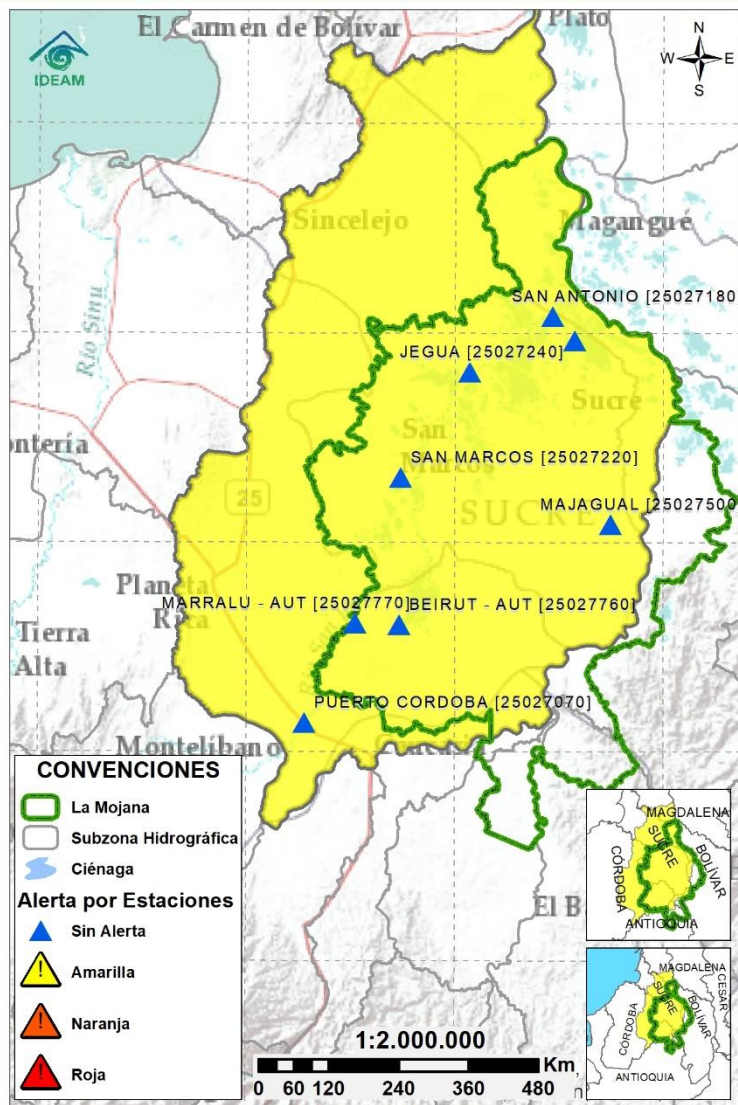 El Carmen de Bolívar
Plato
IDEAM
N
W E
S
Sincelejo
Magangué
Río Sinú
SAN ANTONIO [25027180
JEGUA [25027240]
Sucre
San
Marcos
ontería
SAN MARCOS [25027220]
25
MAJAGUAL [25027500
SUCRE
Planeta
Rica
MARRALU - AUT [25027770]
BEIRUT - AUT [25027760]
Tierra
Alta
PUERTO CORDOBA [25027070]
Montelíbano
CONVENCIONES
La Mojana
Subzona Hidrográfica
Ciénaga
Alerta por Estaciones
Sin Alerta
Amarilla
Naranja
Roja
El Ba
MAGDALENA
SUCRE
BOLÍVAR
CÓRDOBA
ANTIOQUIA
MAGDALENA
CESAR
SUCRE
BOLÍVAR
CÓRDOBA
ANTIOQUIA
1:2.000.000
Km
0 60 120 240 360 480